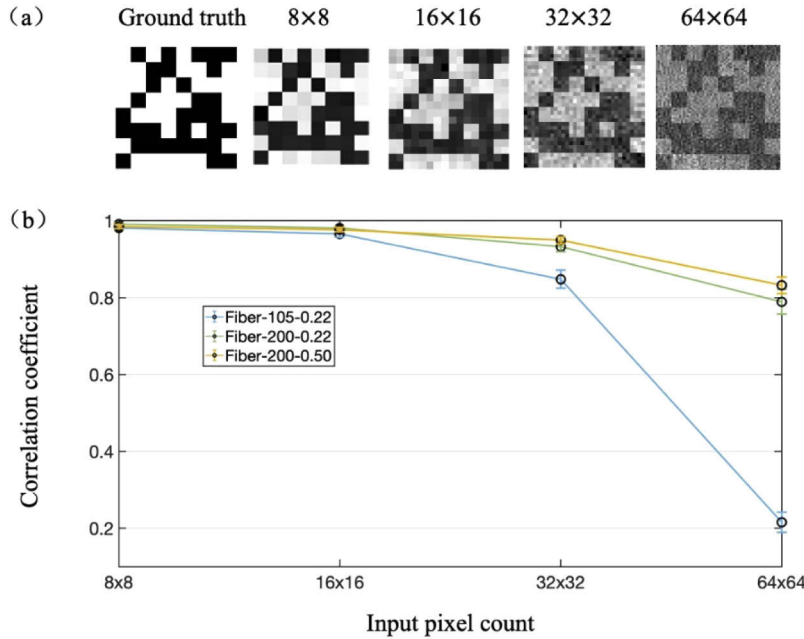 （a）
Ground truth 8×8 16×16 32×32 64×64
（b）
1
0.8
0.6
0.4
0.2
Correlation coefficient
Fiber-105-0.22
Fiber-200-0.22
Fiber-200-0.50
8x8 16x16 32x32 64x64
Input pixel count